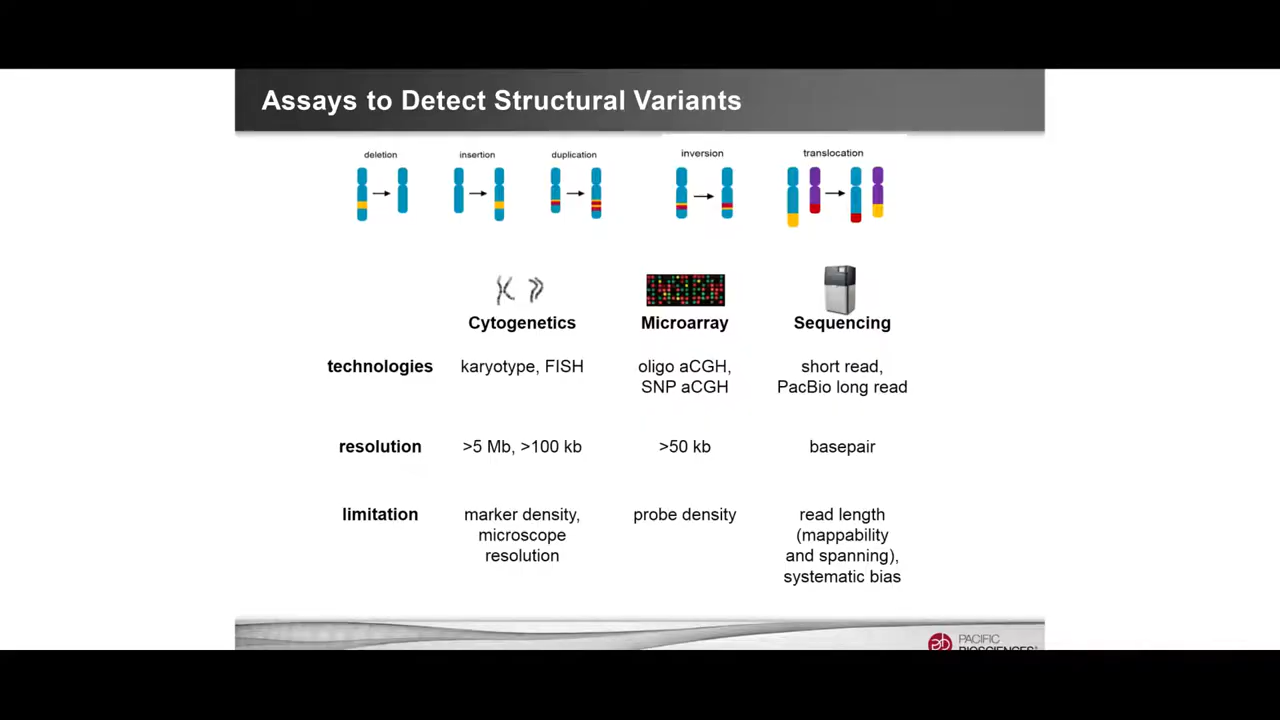 Assays to Detect Structural Variants
deletion
insertion
duplication
inversion
translocation
Cytogenetics
Microarray
Sequencing
technologies
karyotype, FISH
oligo aCGH,
SNP aCGH
short read,
PacBio long read
resolution
>5 Mb, >100 kb
>50 kb
basepair
limitation
marker density,
microscope
resolution
probe density
read length
(mappability
and spanning),
systematic bias
PACIFIC
BIOSCIENCES